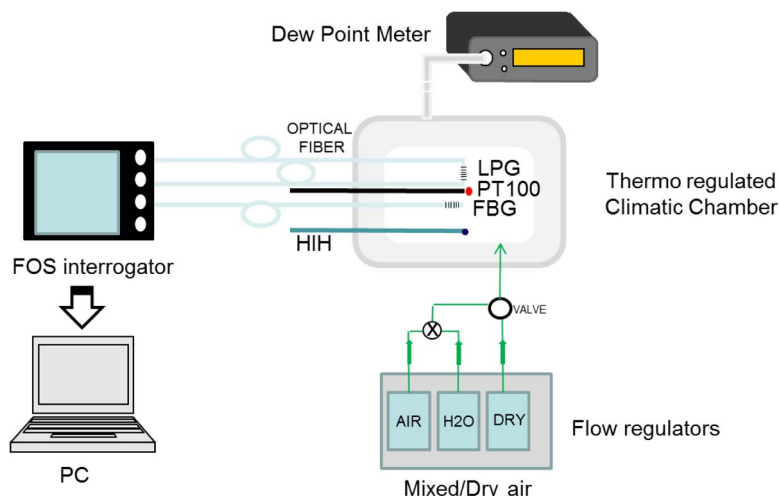 Dew Point Meter
OPTICAL
FIBER
LPG
PT100
FBG
HIH
Thermo regulated
Climatic Chamber
FOS interrogator
VALVE
X
AIR
H2O
DRY
Flow regulators
PC
Mixed/Dry air